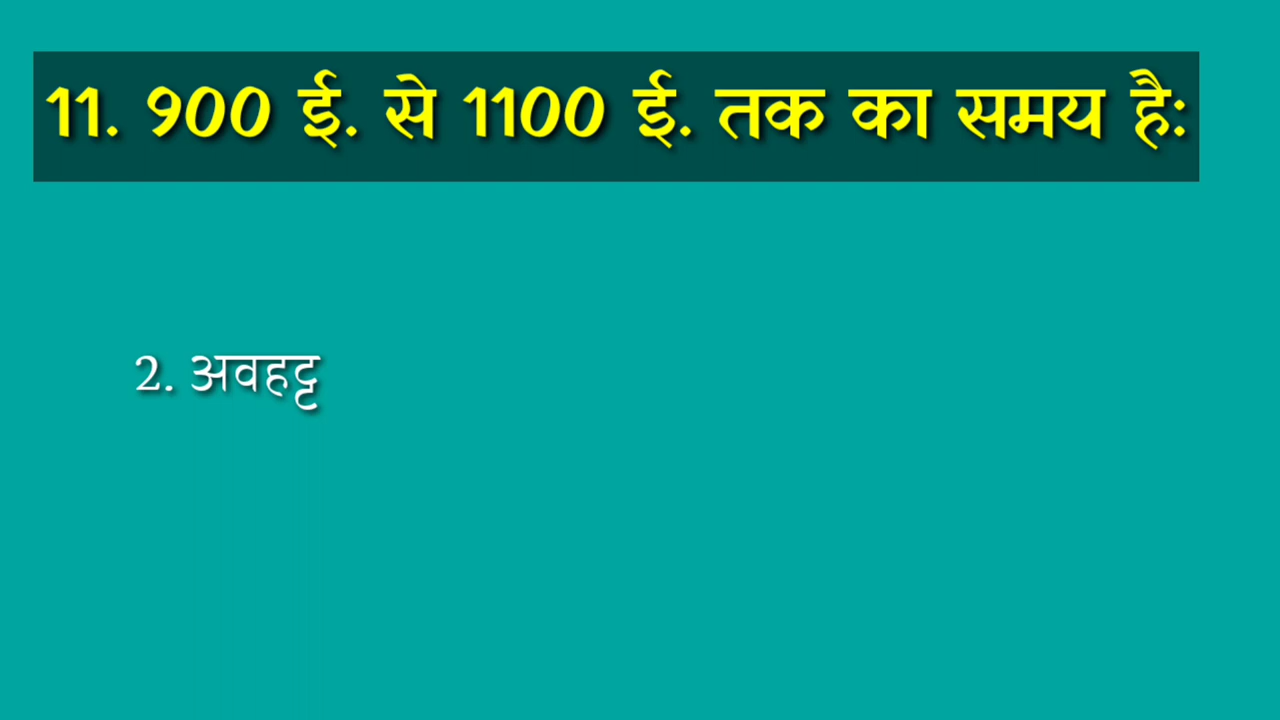 11. 900 ई. से 1100 ई. तक का समय है:
2. अवहट्ट